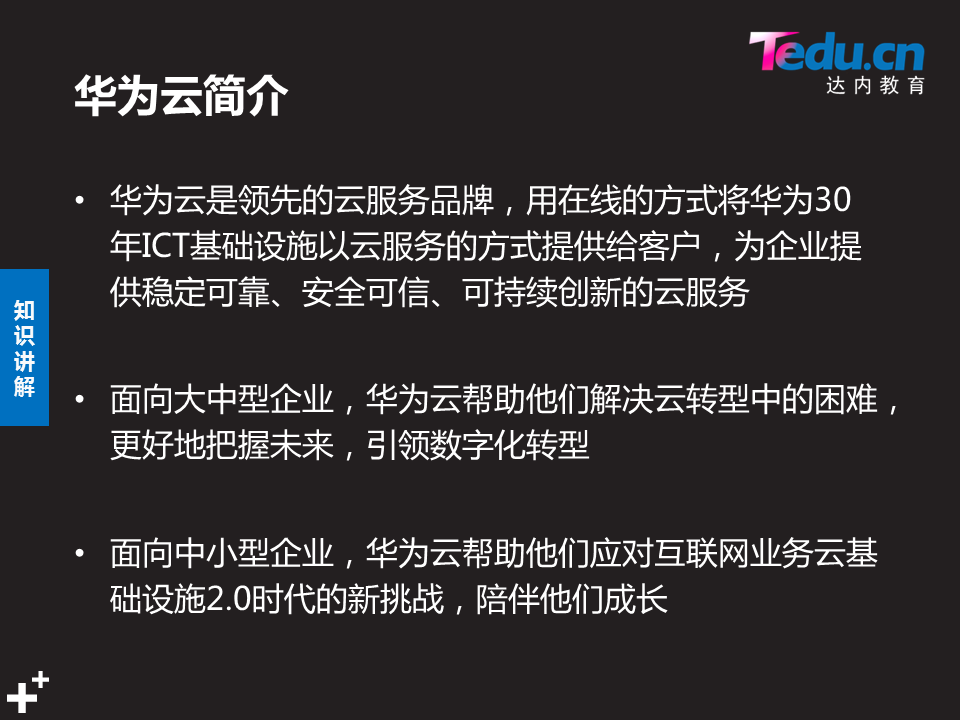 Tedu.cn
达内教育
华为云简介
• 华为云是领先的云服务品牌，用在线的方式将华为30
年ICT基础设施以云服务的方式提供给客户，为企业提
供稳定可靠、安全可信、可持续创新的云服务
知
识
讲
解
• 面向大中型企业，华为云帮助他们解决云转型中的困难，
更好地把握未来，引领数字化转型
• 面向中小型企业，华为云帮助他们应对互联网业务云基
础设施2.0时代的新挑战，陪伴他们成长